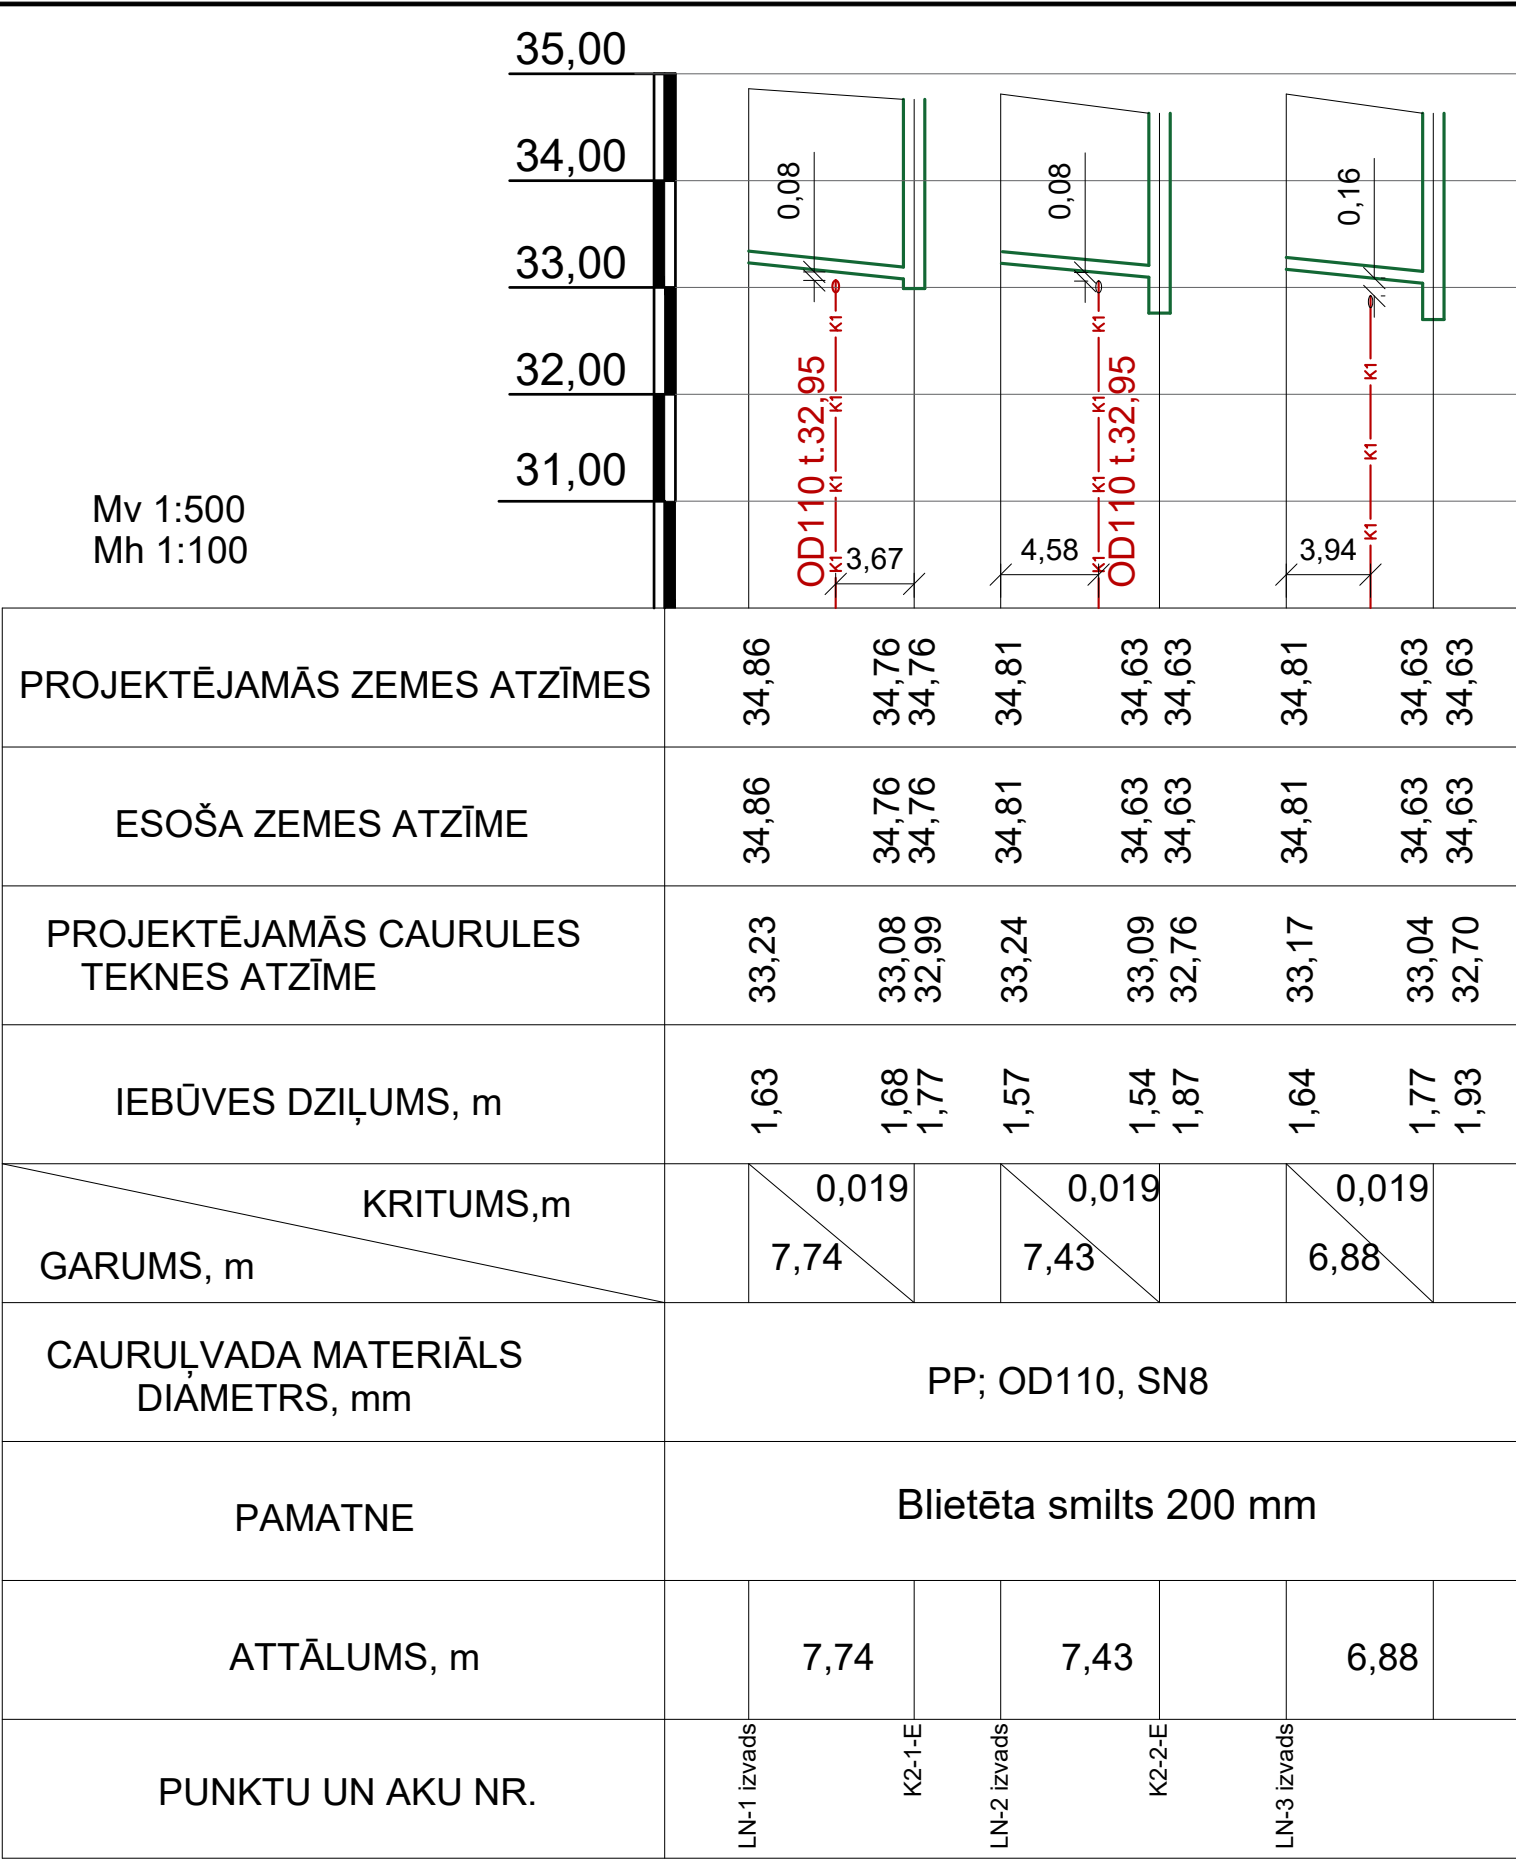 35,00
34,00
33,00
32,00
31,00
Mv 1:500
Mh 1:100
0,08
0,08
0,16
K1
K1
K1
K1
OD110 t.32,95
K1
K1
K1
K1
OD110 t.32,95
K1
K1
K1
3,67
4,58
3,94
PROJEKTĒJAMĀS ZEMES ATZĪMES
34,86 34,76 34,76 34,81 34,63 34,63 34,81 34,63 34,63
ESOŠA ZEMES ATZĪME
34,86 34,76 34,76 34,81 34,63 34,63 34,81 34,63 34,63
PROJEKTĒJAMĀS CAURULES
TEKNES ATZĪME
33,23 33,08 32,99 33,24 33,09 32,76 33,17 33,04 32,70
IEBŪVES DZIĻUMS, m
1,63 1,68 1,77 1,57 1,54 1,87 1,64 1,77 1,93
KRITUMS,m
0,019 0,019 0,019
GARUMS, m
7,74 7,43 6,88
CAURUĻVADA MATERIĀLS
DIAMETRS, mm
PP; OD110, SN8
PAMATNE
Blietēta smilts 200 mm
ATTĀLUMS, m
7,74 7,43 6,88
PUNKTU UN AKU NR.
LN-1 izvads
K2-1-E
LN-2 izvads
K2-2-E
LN-3 izvads